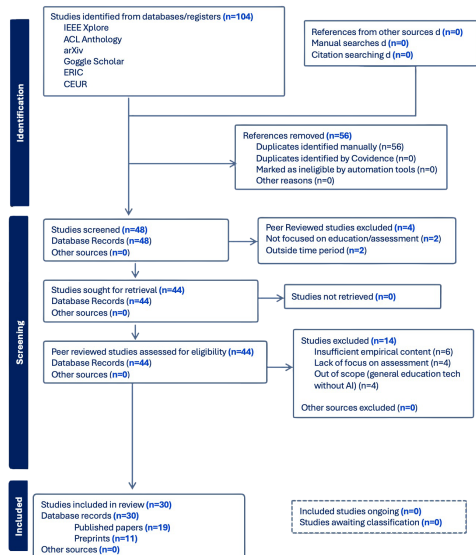 Studies identified from databases/registers (n=104)
IEEE Xplore
ACL Anthology
arXiv
Goggle Scholar
ERIC
CEUR
References from other sources d (n=0)
Manual searches d (n=0)
Citation searching d (n=0)
Identification
References removed (n=56)
Duplicates identified manually (n=56)
Duplicates identified by Covidence (n=0)
Marked as ineligible by automation tools (n=0)
Other reasons (n=0)
Studies screened (n=48)
Database Records (n=48)
Other sources (n=0)
Peer Reviewed studies excluded (n=4)
Not focused on education/assessment (n=2)
Outside time period (n=2)
Studies sought for retrieval (n=44)
Database Records (n=44)
Other sources (n=0)
Studies not retrieved (n=0)
Screening
Peer reviewed studies assessed for eligibility (n=44)
Database Records (n=44)
Other sources (n=0)
Studies excluded (n=14)
Insufficient empirical content (n=6)
Lack of focus on assessment (n=4)
Out of scope (general education tech
without AI) (n=4)
Other sources excluded (n=0)
Included
Studies included in review (n=30)
Database records (n=30)
Published papers (n=19)
Preprints (n=11)
Other sources (n=0)
Included studies ongoing (n=0)
Studies awaiting classification (n=0)